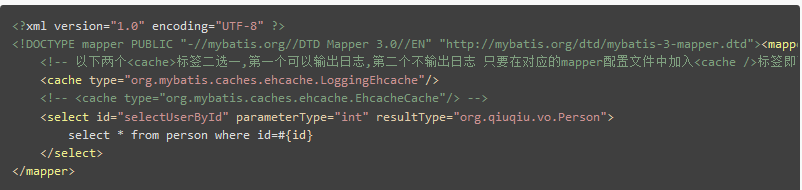 <?xml version="1.0" encoding="UTF-8" ?>
<!DOCTYPE mapper PUBLIC "-//mybatis.org//DTD Mapper 3.0//EN" "http://mybatis.org/dtd/mybatis-3-mapper.dtd"><mapp
<!-- 以下两个<cache>标签二选一,第一个可以输出日志,第二个不输出日志 只要在对应的mapper配置文件中加入<cache />标签即
<cache type="org.mybatis.caches.ehcache.LoggingEhcache"/>
<!-- <cache type="org.mybatis.caches.ehcache.EhcacheCache"/> -->
<select id="selectUserById" parameterType="int" resultType="org.qiuqiu.vo.Person">
select * from person where id=#{id}
</select>
</mapper>